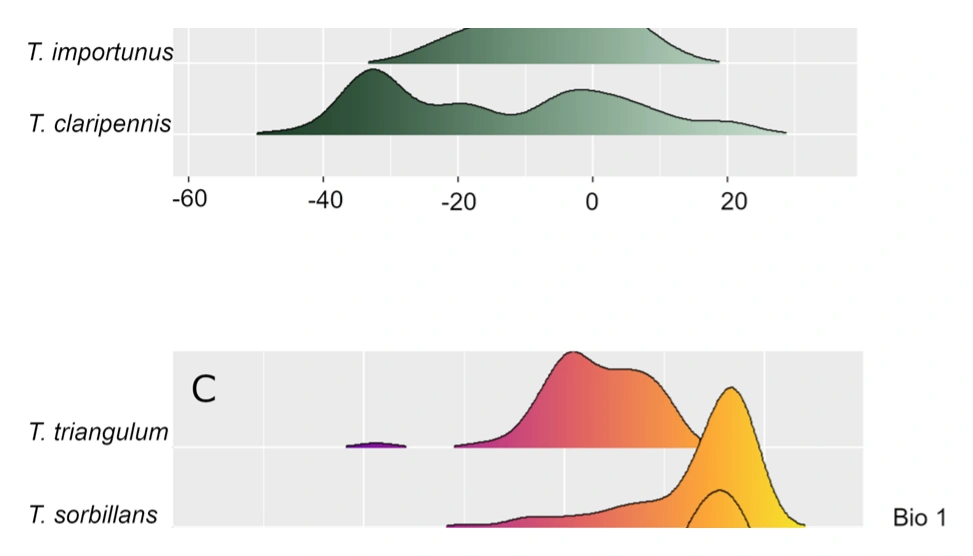 T. importunus
T. claripennis
-60 -40 -20 0 20
C
T. triangulum
T. sorbillans
Bio 1